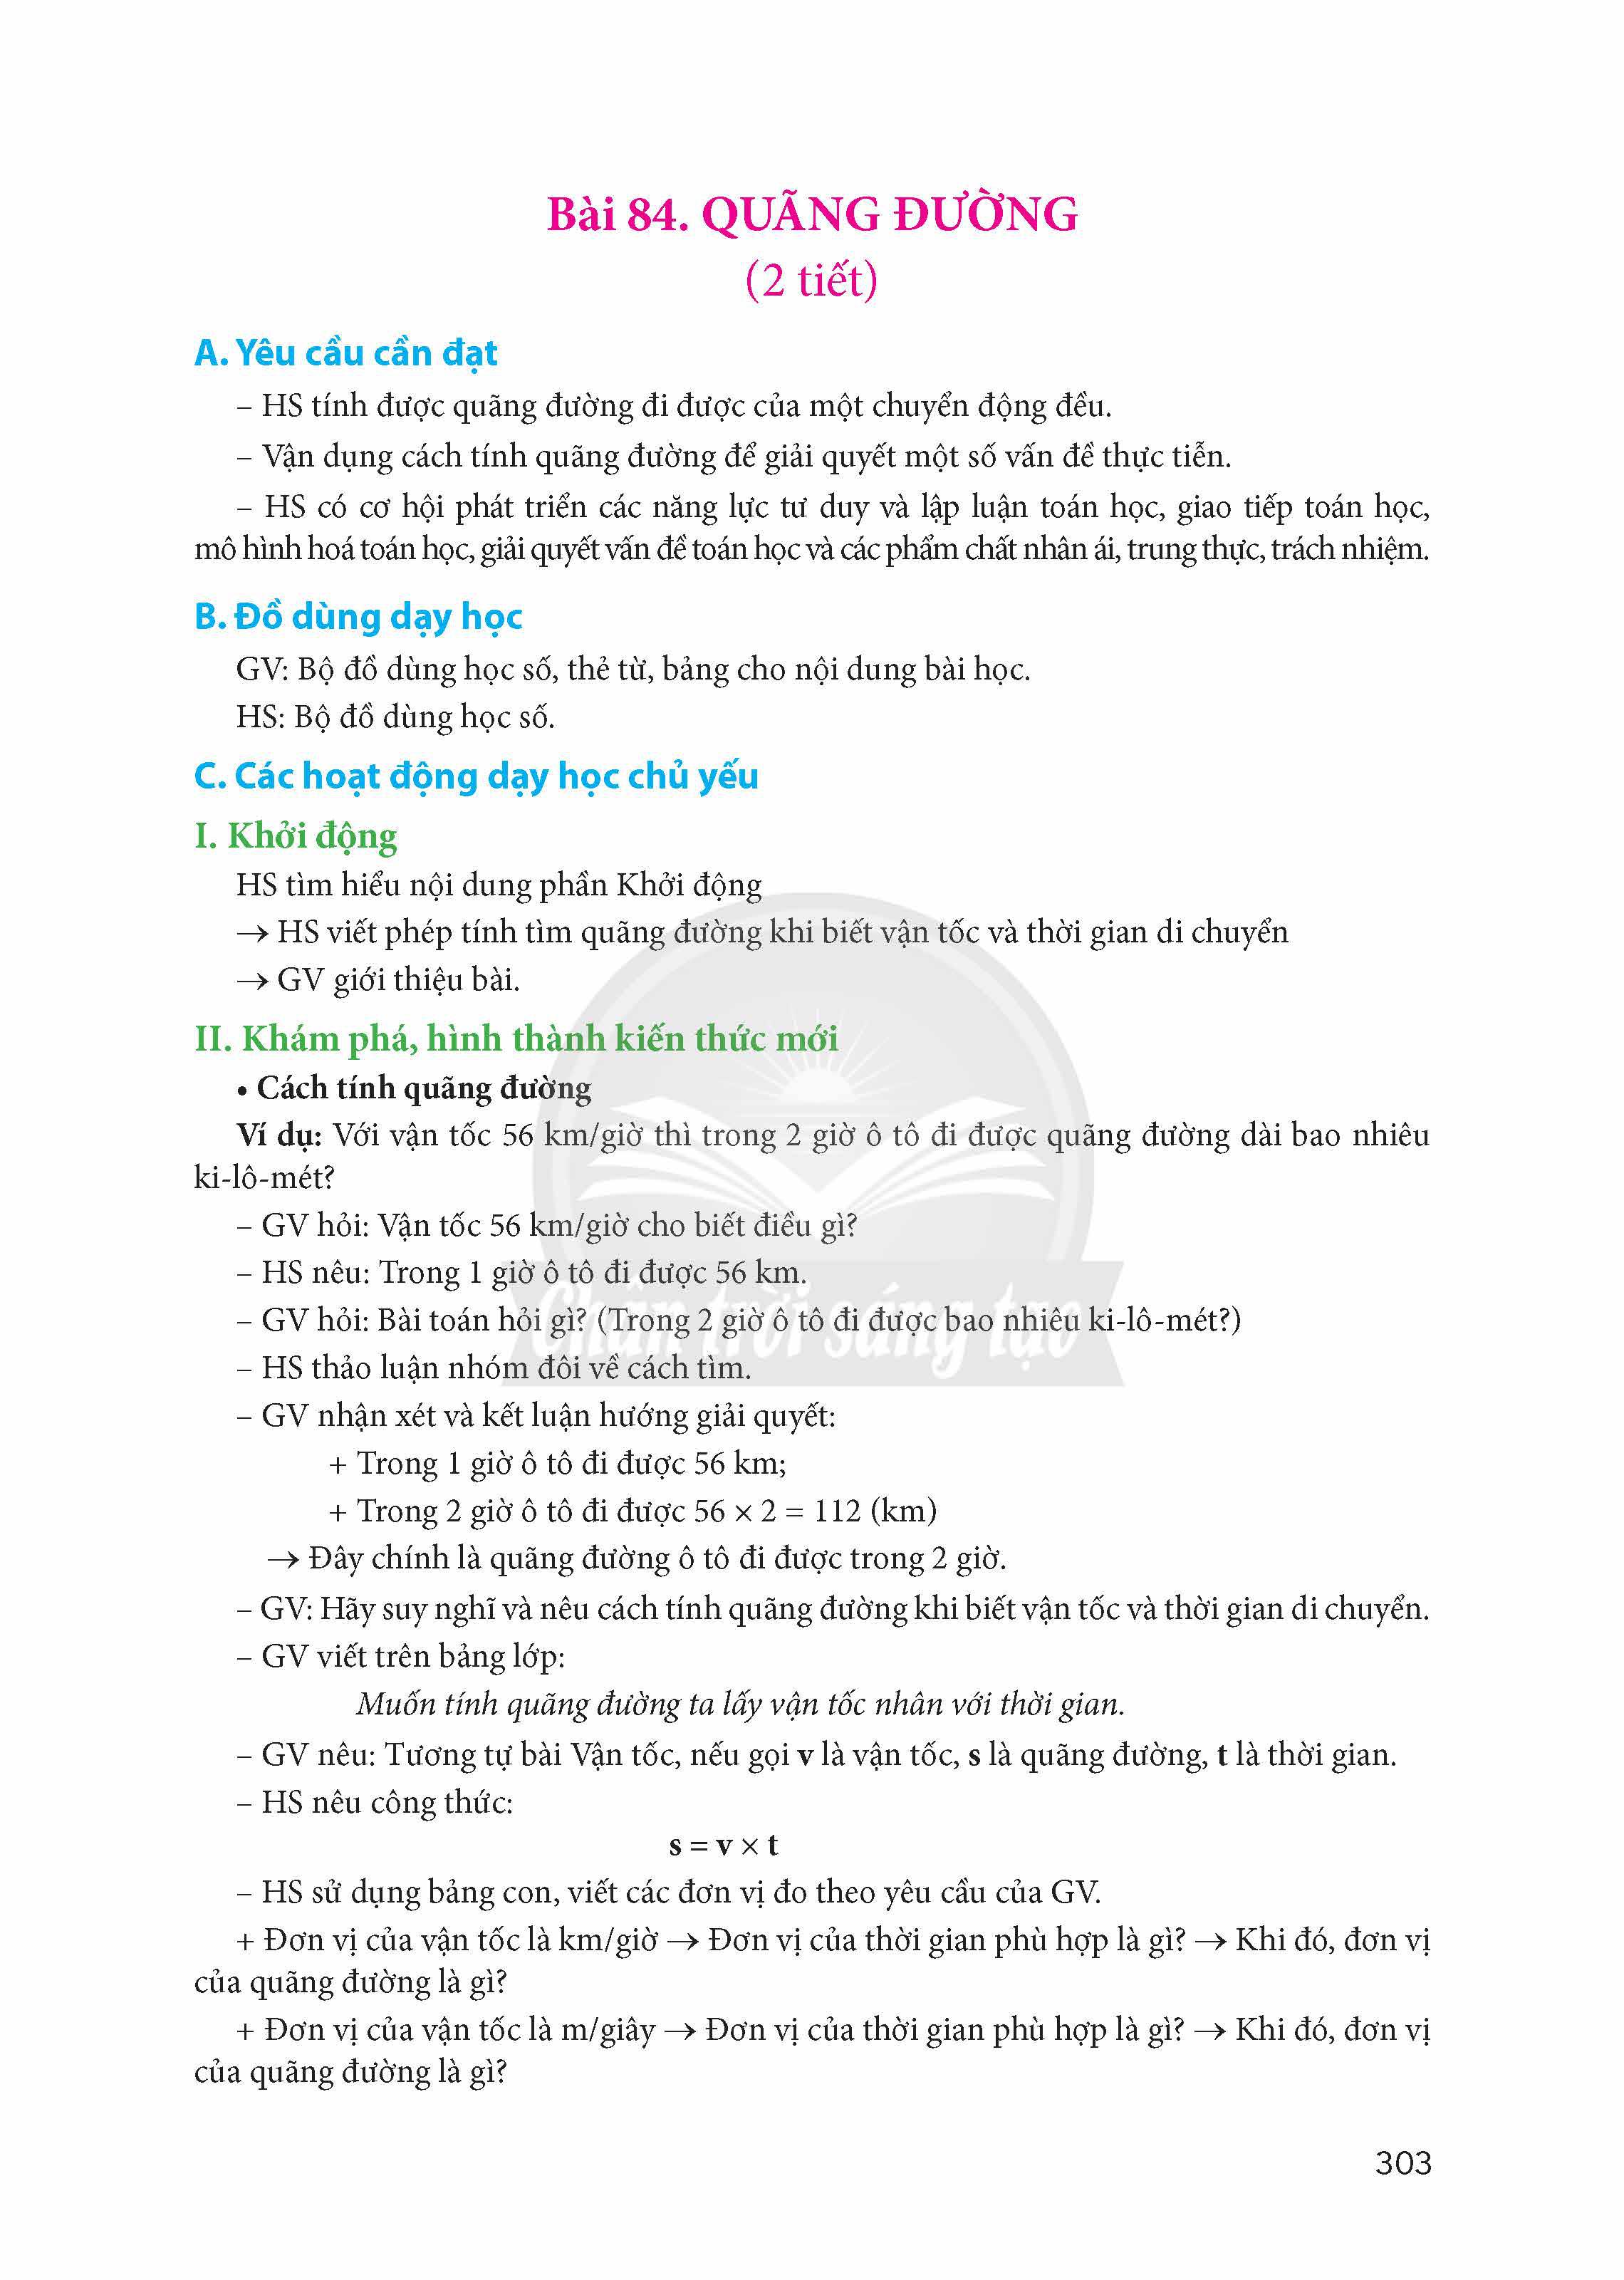 Bài 84. QUÃNG ĐƯỜNG
(2 tiết)
A. Yêu cầu cần đạt
– HS tính được quãng đường đi được của một chuyển động đều.
– Vận dụng cách tính quãng đường để giải quyết một số vấn đề thực tiễn.
– HS có cơ hội phát triển các năng lực tư duy và lập luận toán học, giao tiếp toán học,
mô hình hoá toán học, giải quyết vấn đề toán học và các phẩm chất nhân ái, trung thực, trách nhiệm.
B. Đồ dùng dạy học
GV: Bộ đồ dùng học số, thẻ từ, bảng cho nội dung bài học.
HS: Bộ đồ dùng học số.
C. Các hoạt động dạy học chủ yếu
I. Khởi động
HS tìm hiểu nội dung phần Khởi động
→ HS viết phép tính tìm quãng đường khi biết vận tốc và thời gian di chuyển
→ GV giới thiệu bài.
II. Khám phá, hình thành kiến thức mới
• Cách tính quãng đường
Ví dụ: Với vận tốc 56 km/giờ thì trong 2 giờ ô tô đi được quãng đường dài bao nhiêu
ki-lô-mét?
– GV hỏi: Vận tốc 56 km/giờ cho biết điều gì?
– HS nêu: Trong 1 giờ ô tô đi được 56 km.
– GV hỏi: Bài toán hỏi gì? (Trong 2 giờ ô tô đi được bao nhiêu ki-lô-mét?)
Chân trời sáng tạo
– HS thảo luận nhóm đôi về cách tìm.
– GV nhận xét và kết luận hướng giải quyết:
+ Trong 1 giờ ô tô đi được 56 km;
+ Trong 2 giờ ô tô đi được 56 × 2 = 112 (km)
→ Đây chính là quãng đường ô tô đi được trong 2 giờ.
– GV: Hãy suy nghĩ và nêu cách tính quãng đường khi biết vận tốc và thời gian di chuyển.
– GV viết trên bảng lớp:
Muốn tính quãng đường ta lấy vận tốc nhân với thời gian.
– GV nêu: Tương tự bài Vận tốc, nếu gọi v là vận tốc, s là quãng đường, t là thời gian.
– HS nêu công thức:
s = v × t
– HS sử dụng bảng con, viết các đơn vị đo theo yêu cầu của GV.
+ Đơn vị của vận tốc là km/giờ → Đơn vị của thời gian phù hợp là gì? → Khi đó, đơn vị
của quãng đường là gì?
+ Đơn vị của vận tốc là m/giây → Đơn vị của thời gian phù hợp là gì? → Khi đó, đơn vị
của quãng đường là gì?
303